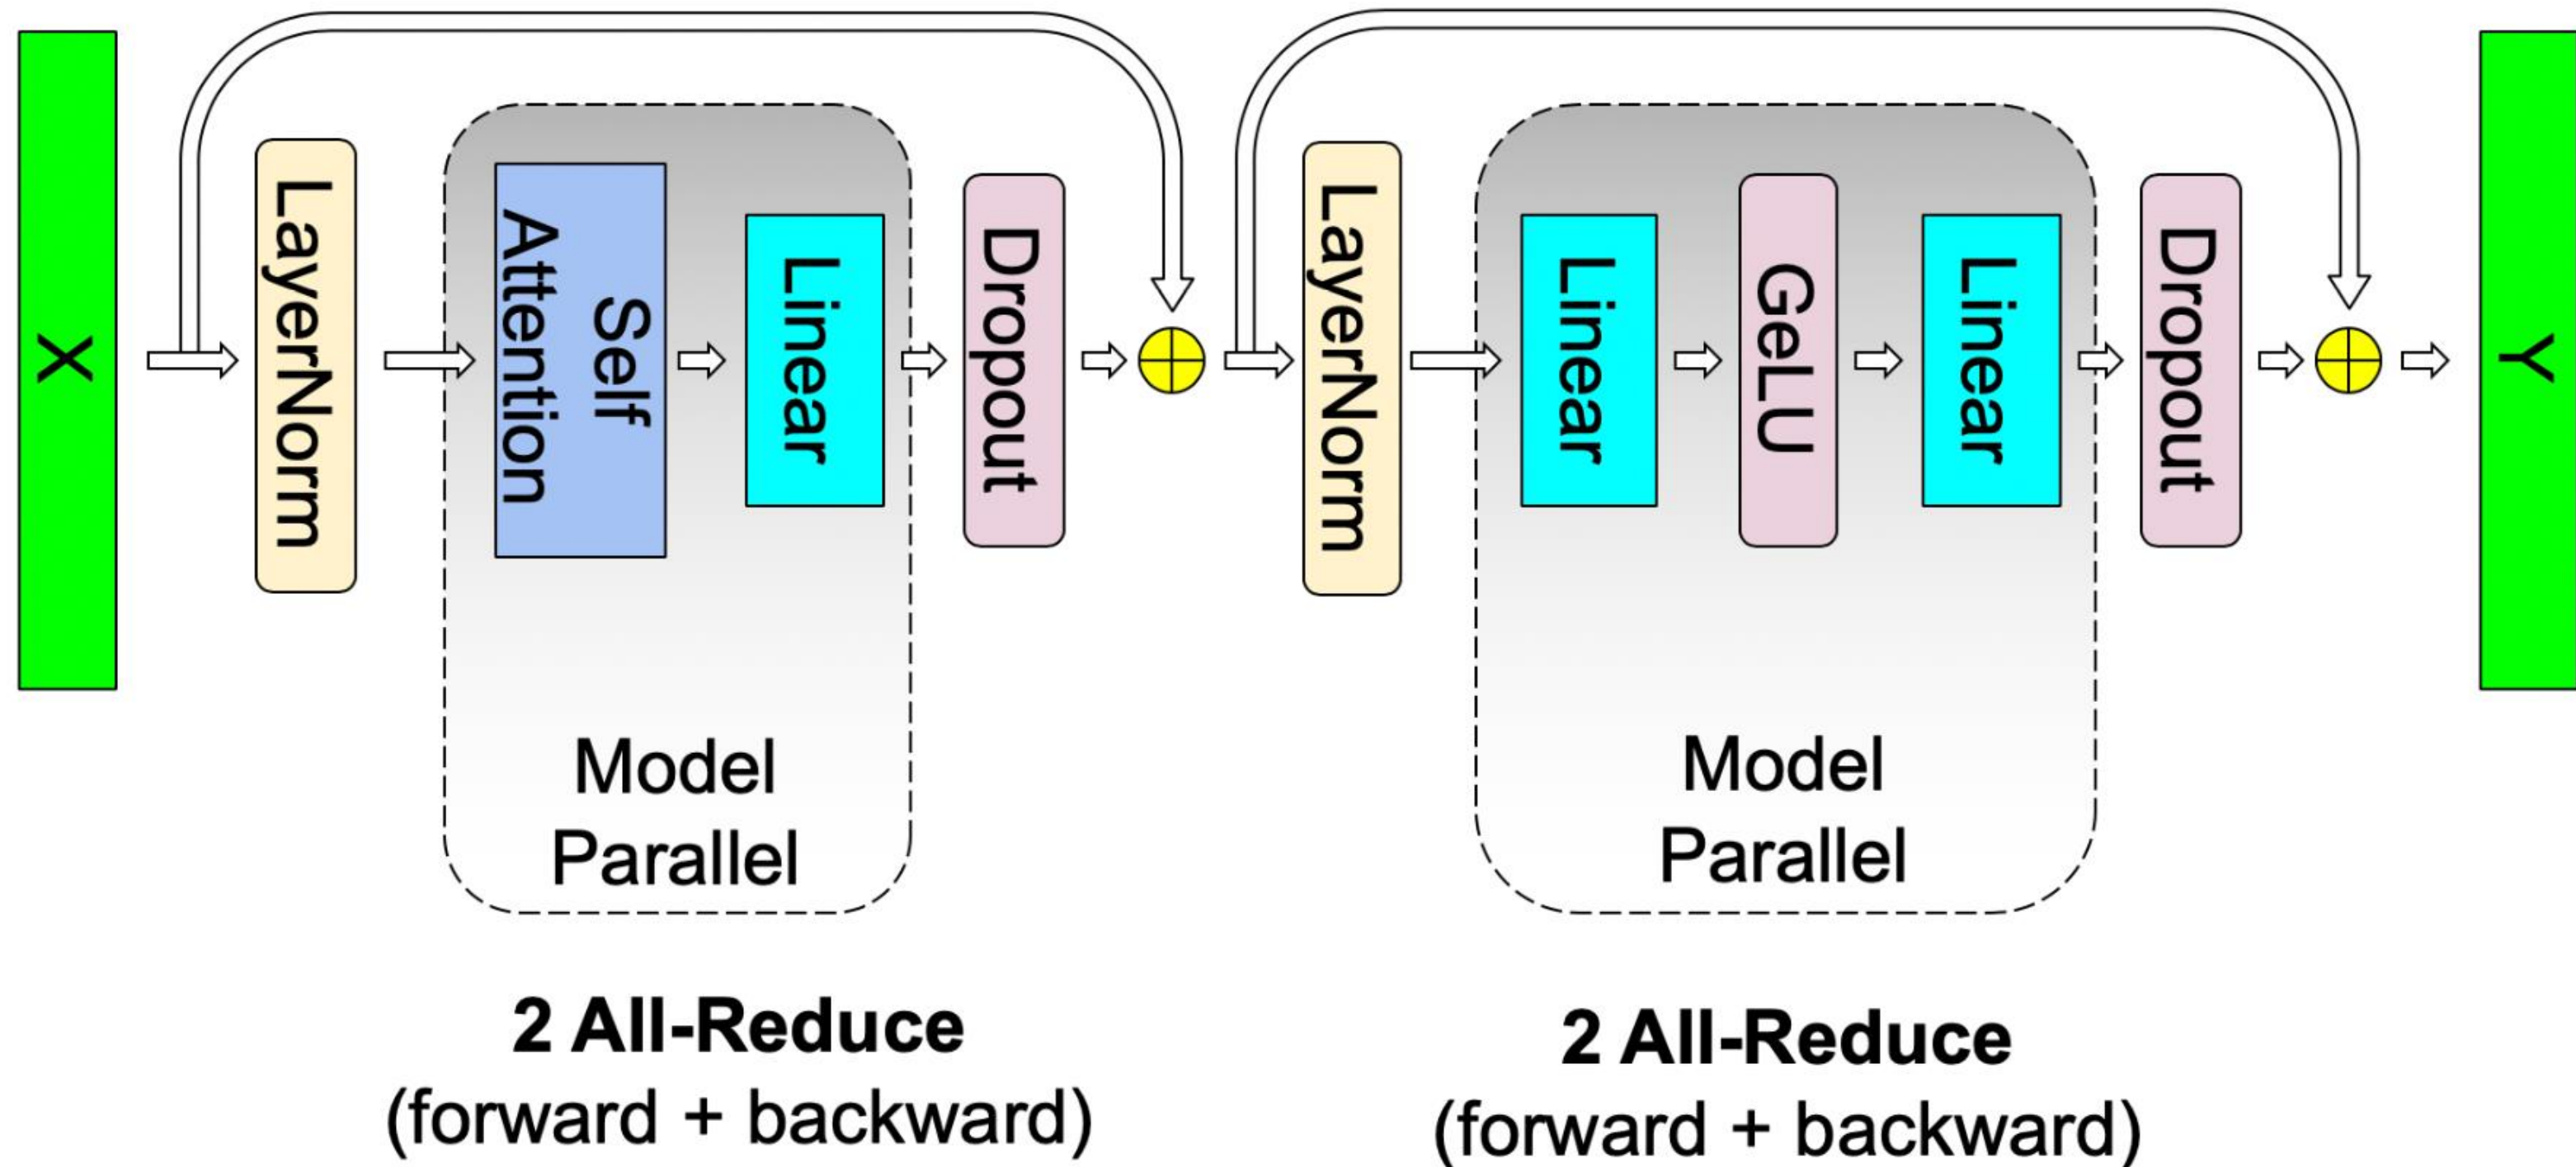 X
LayerNorm
Self
Attention
Linear
Dropout
LayerNorm
Linear
GeLU
Linear
Dropout
Y
Model
Parallel
Model
Parallel
2 All-Reduce
(forward + backward)
2 All-Reduce
(forward + backward)